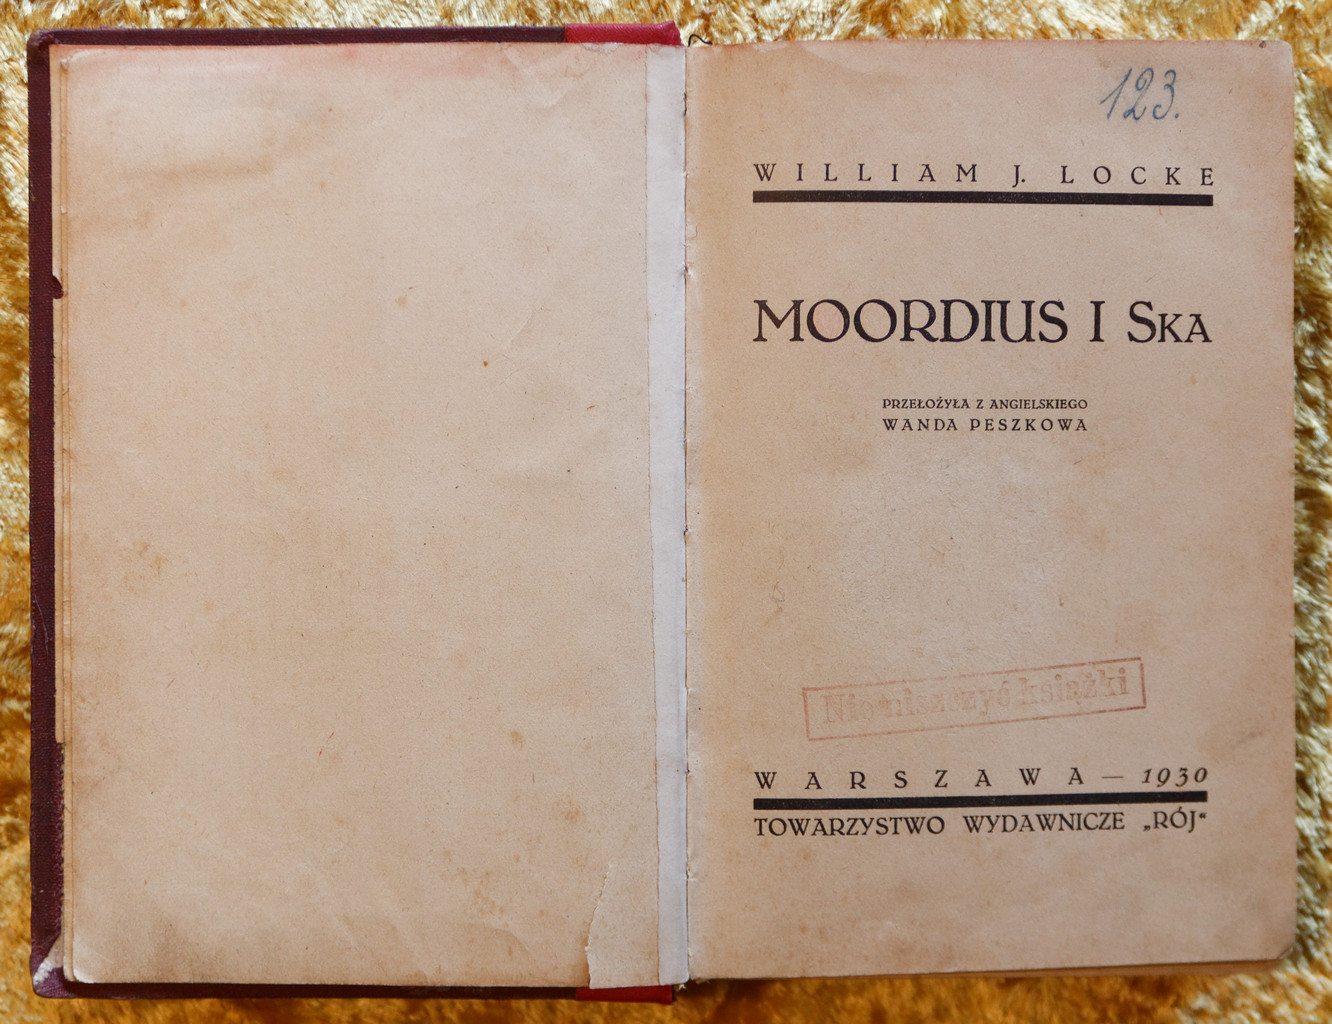 123.
WILLIAM J. LOCKE
MOORDIUS I SKA
PRZEŁOŻYŁA Z ANGIELSKIEGO
WANDA PESZKOWA
Nie niszczyć książki
WARSZAWA — 1930
TOWARZYSTWO WYDAWNICZE „RÓJ“